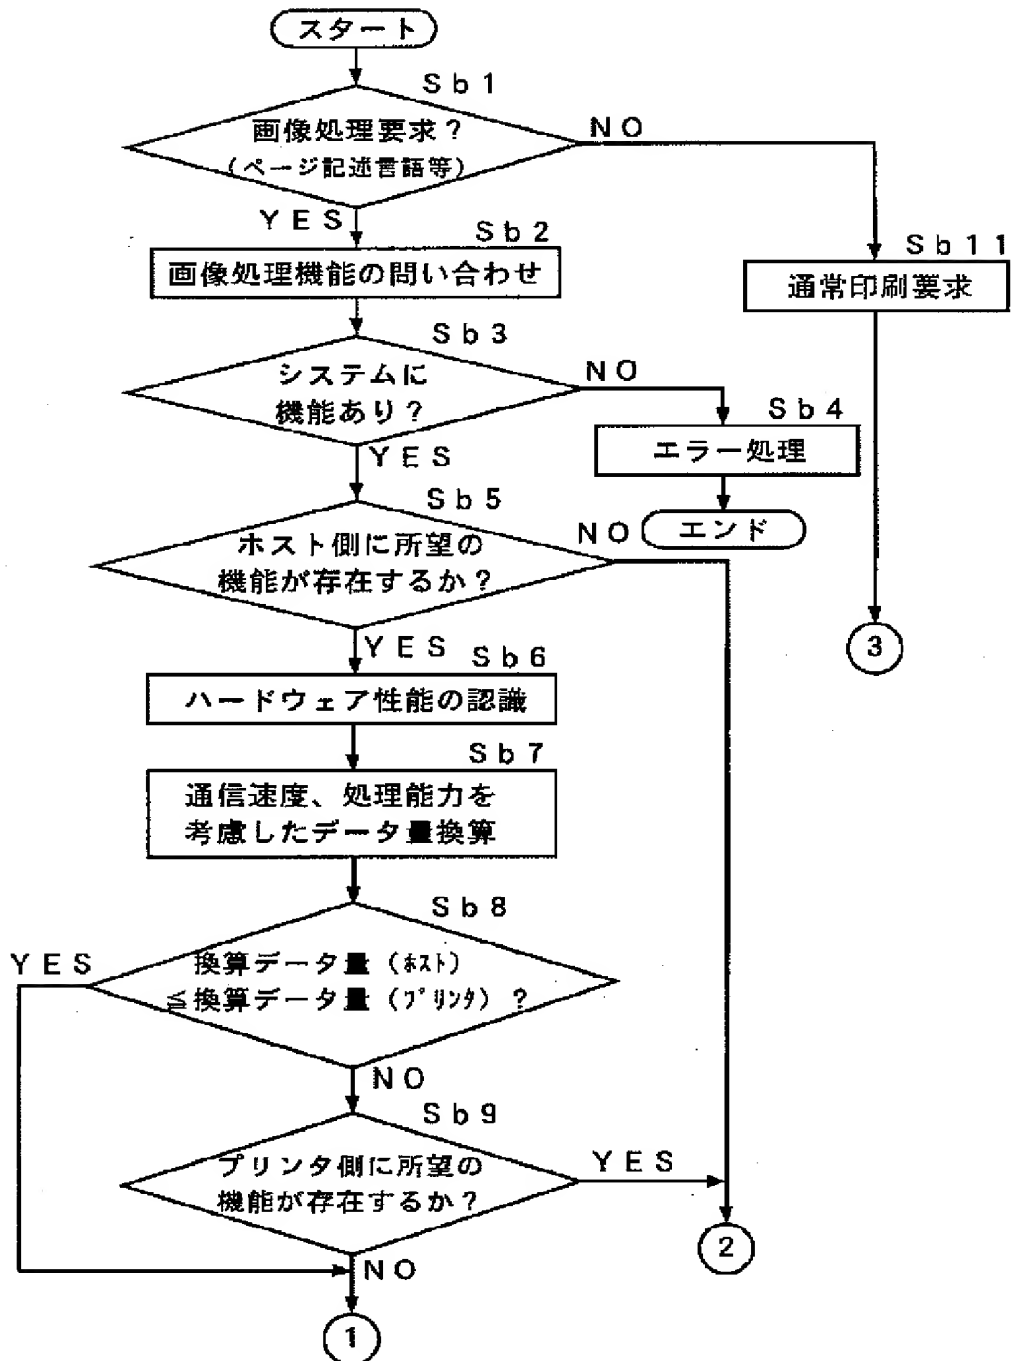 スタート
Sb1
画像処理要求?
(ページ記述言語等)
NO
YES
Sb2
画像処理機能の問い合わせ
Sb11
通常印刷要求
Sb3
システムに
機能あり?
NO
YES
Sb4
エラー処理
エンド
Sb5
ホスト側に所望の
機能が存在するか?
NO
YES
3
Sb6
ハードウェア性能の認識
Sb7
通信速度、処理能力を
考慮したデータ量換算
Sb8
換算データ量(ホスト)
≦換算データ量(プリンタ)?
YES
NO
Sb9
プリンタ側に所望の
機能が存在するか?
YES
NO
2
1